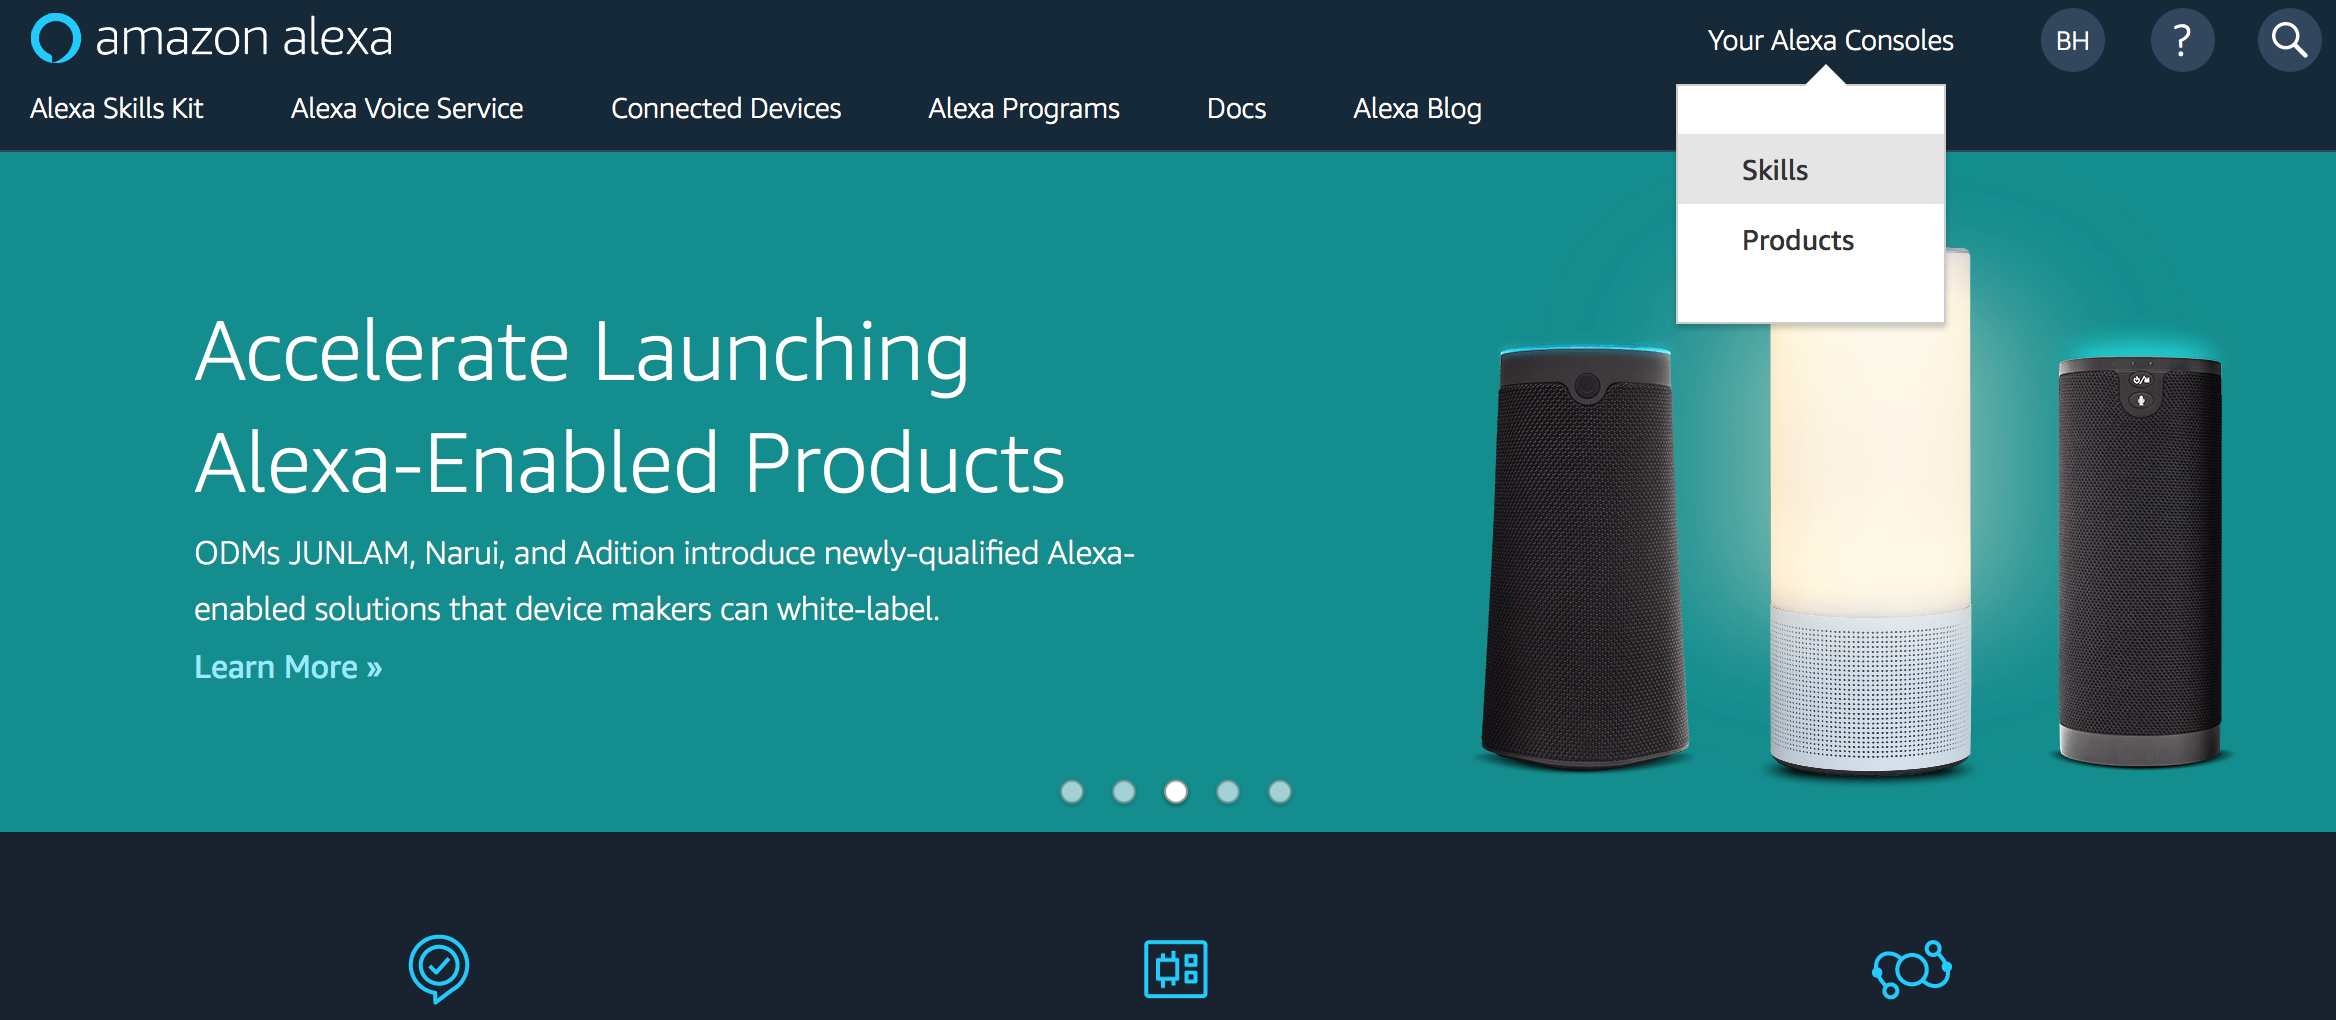 amazon alexa
Your Alexa Consoles
BH
?
Alexa Skills Kit
Alexa Voice Service
Connected Devices
Alexa Programs
Docs
Alexa Blog
Skills
Products
Accelerate Launching
Alexa-Enabled Products
ODMs JUNLAM, Narui, and Adition introduce newly-qualified Alexa-
enabled solutions that device makers can white-label.
Learn More »